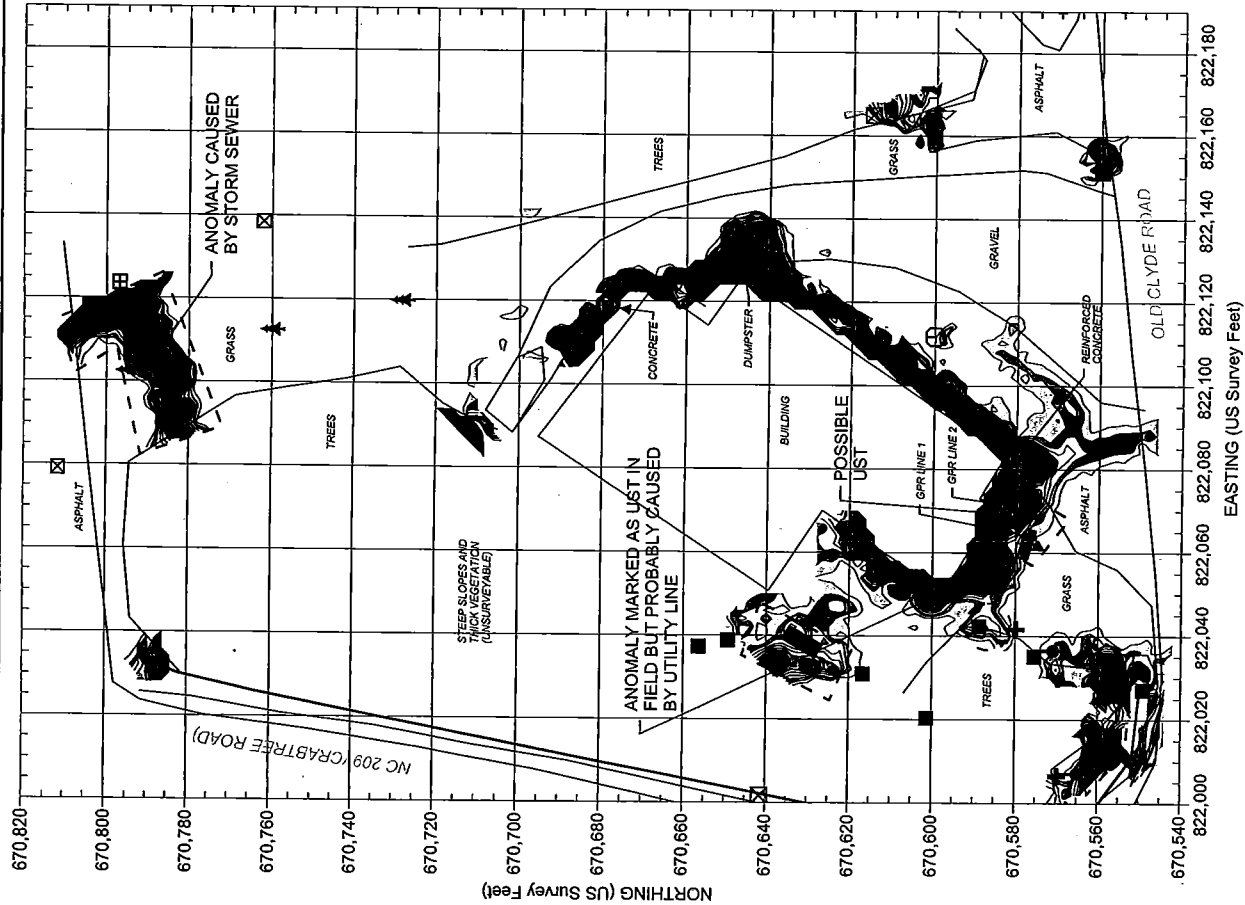 670,820
670,800
670,780
670,760
670,740
670,720
670,700
670,680
670,660
670,640
670,620
670,600
670,580
670,560
670,540
NORTHING (US Survey Feet)
822,000
822,020
822,040
822,060
822,080
822,100
822,120
822,140
822,160
822,180
EASTING (US Survey Feet)
ANOMALY CAUSED
BY STORM SEWER
ASPHALT
GRASS
TREES
TREES
NC 209 (CRABTREE ROAD)
STEEP SLOPES AND
THICK VEGETATION
(UNSURVEYABLE)
ANOMALY MARKED AS UST IN
FIELD BUT PROBABLY CAUSED
BY UTILITY LINE
CONCRETE
DUMPSTER
BUILDING
POSSIBLE
UST
GPR LINE 1
GPR LINE 2
GRASS
ASPHALT
GRAVEL
REINFORCED
CONCRETE
ASPHALT
GRASS
TREES
OLD CLYDE ROAD